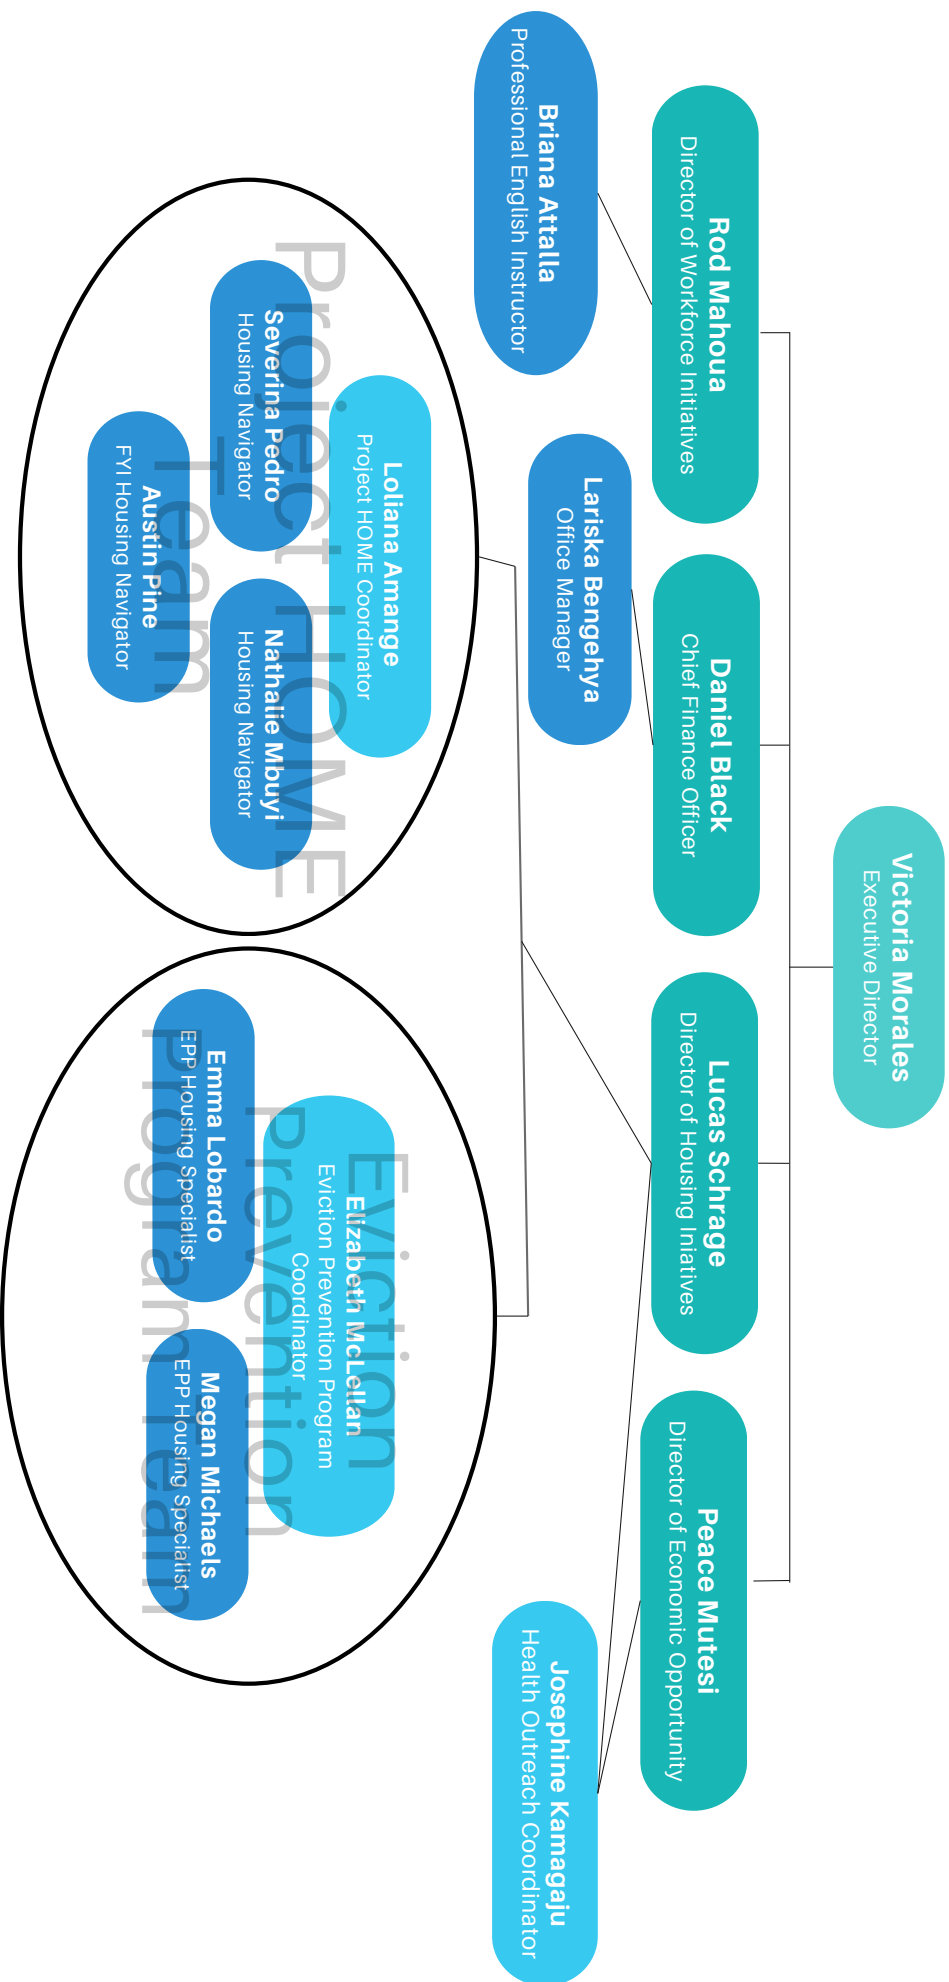 Victoria Morales
Executive Director
Rod Mahoua
Director of Workforce Initiatives
Daniel Black
Chief Finance Officer
Lucas Schrage
Director of Housing Iniatives
Peace Mutesi
Director of Economic Opportunity
Briana Attalla
Professional English Instructor
Lariska Bengehya
Office Manager
Josephine Kamagaju
Health Outreach Coordinator
Project HOME
Team
Loliana Amange
Project HOME Coordinator
Severina Pedro
Housing Navigator
Nathalie Mbuyi
Housing Navigator
Austin Pine
FYI Housing Navigator
Eviction
Prevention
Program Team
Elizabeth McLellan
Eviction Prevention Program
Coordinator
Emma Lobardo
EPP Housing Specialist
Megan Michaels
EPP Housing Specialist